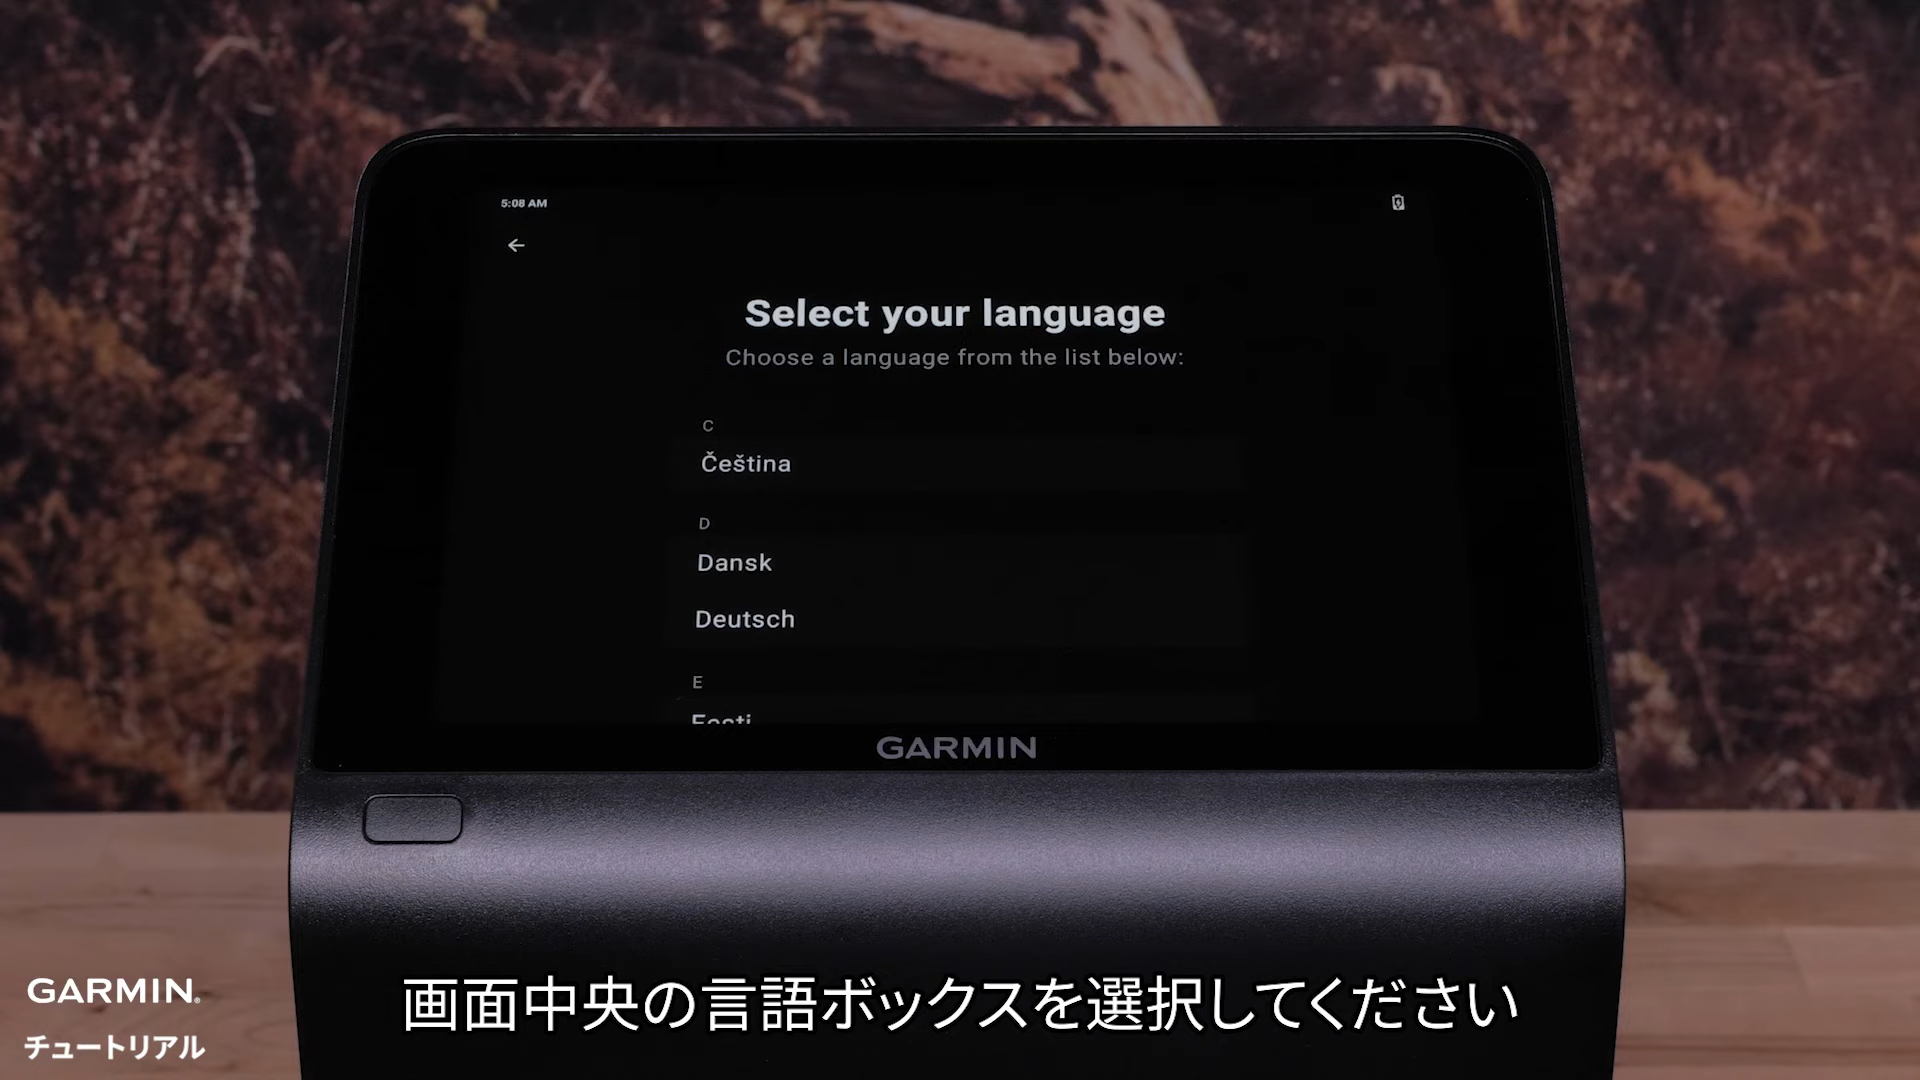 5:08 AM
Select your language
Choose a language from the list below:
C
Čeština
D
Dansk
Deutsch
E
Eesti
GARMIN
画面中央の言語ボックスを選択してください
GARMIN.
チュートリアル